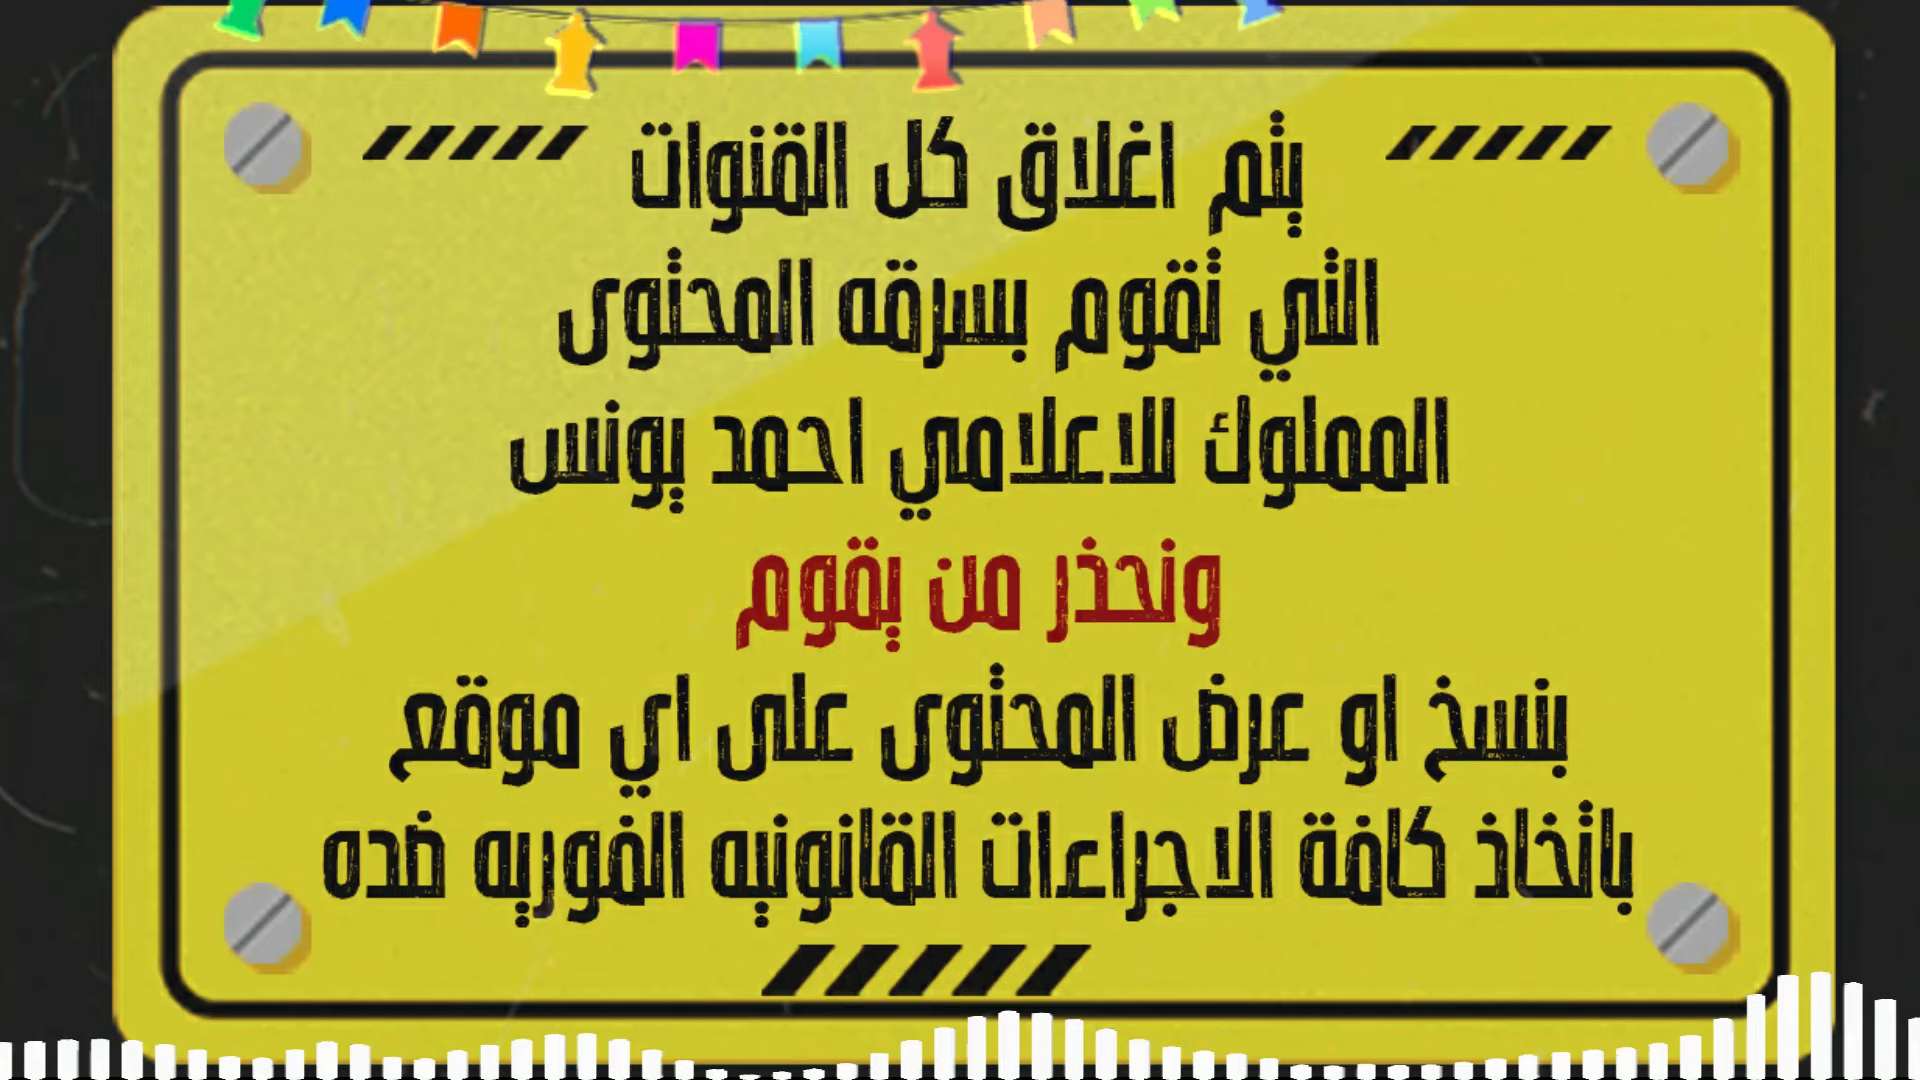 يتم اغلاق كل القنوات
التي تقوم بسرقه المحتوى
المملوك للاعلامي احمد يونس
ونحذر من يقوم
بنسخ او عرض المحتوى على اي موقع
باتخاذ كافة الاجراءات القانونيه الفوريه ضده